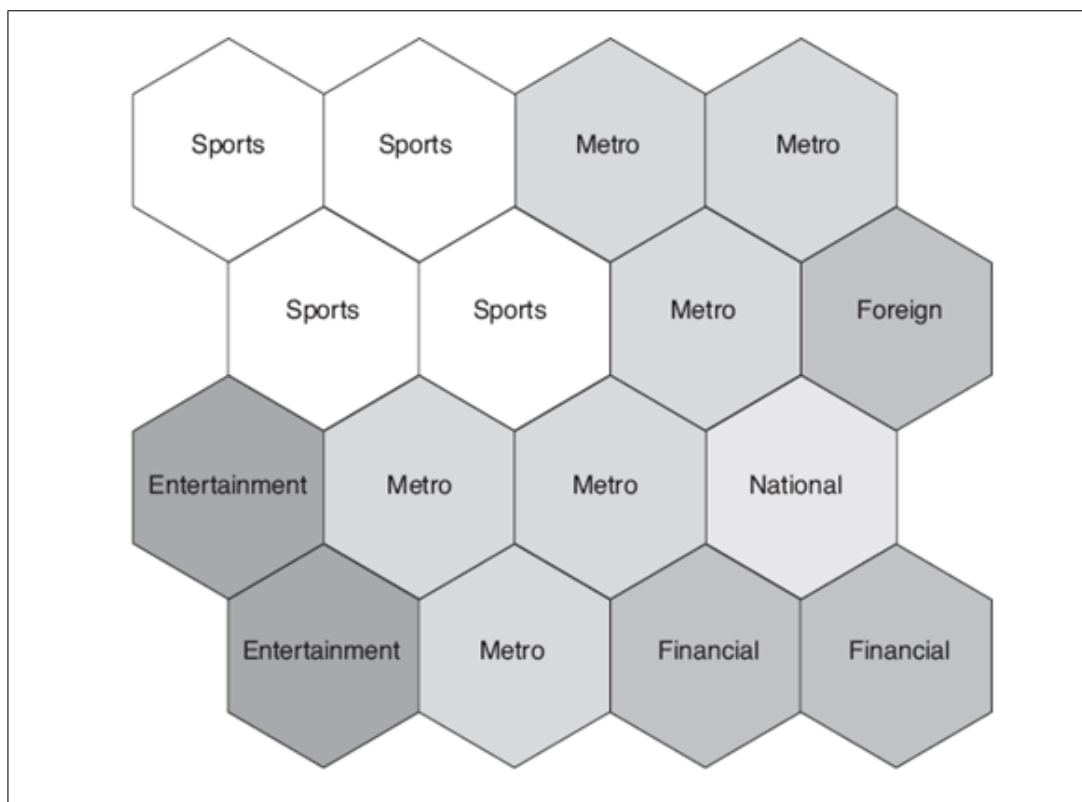 Sports Sports Metro Metro
Sports Sports Metro Foreign
Entertainment Metro Metro National
Entertainment Metro Financial Financial